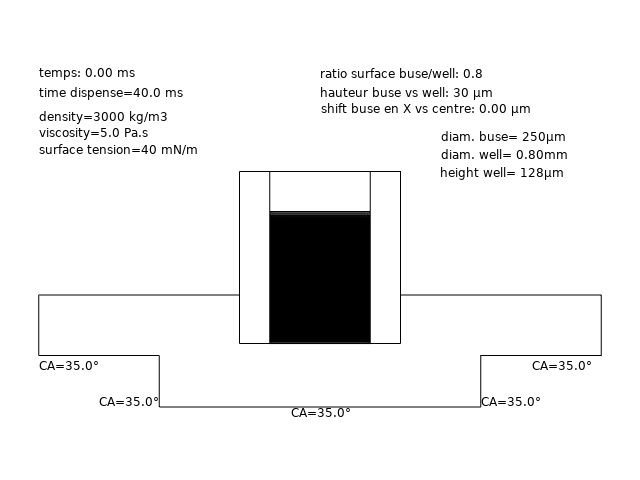 temps: 0.00 ms
time dispense=40.0 ms
density=3000 kg/m3
viscosity=5.0 Pa.s
surface tension=40 mN/m
ratio surface buse/well: 0.8
hauteur buse vs well: 30 µm
shift buse en X vs centre: 0.00 µm
diam. buse= 250µm
diam. well= 0.80mm
height well= 128µm
CA=35.0°
CA=35.0°
CA=35.0°
CA=35.0°
CA=35.0°